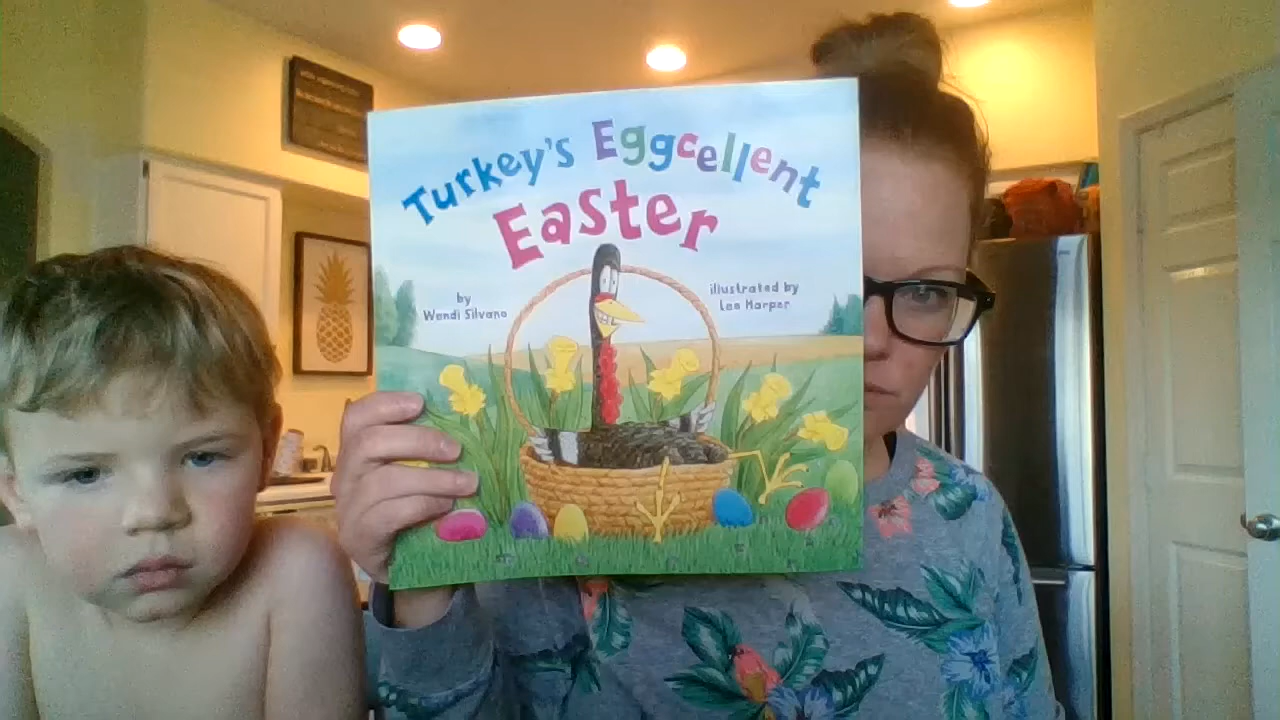 Turkey's Eggcellent
Easter
by
Wendi Silvano
illustrated by
Lee Harper